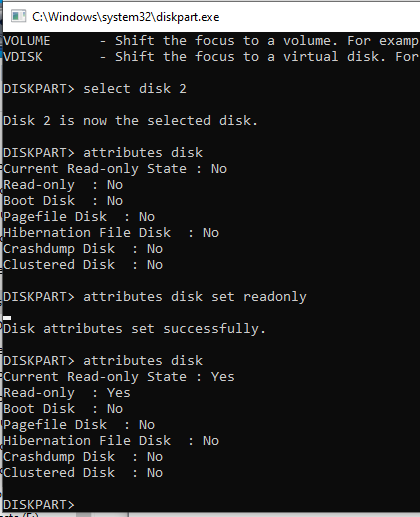 C:\Windows\system32\diskpart.exe
VOLUME      - Shift the focus to a volume. For examp
VDISK       - Shift the focus to a virtual disk. For
DISKPART> select disk 2
Disk 2 is now the selected disk.
DISKPART> attributes disk
Current Read-only State : No
Read-only  : No
Boot Disk  : No
Pagefile Disk  : No
Hibernation File Disk  : No
Crashdump Disk  : No
Clustered Disk  : No
DISKPART> attributes disk set readonly
Disk attributes set successfully.
DISKPART> attributes disk
Current Read-only State : Yes
Read-only  : Yes
Boot Disk  : No
Pagefile Disk  : No
Hibernation File Disk  : No
Crashdump Disk  : No
Clustered Disk  : No
DISKPART>